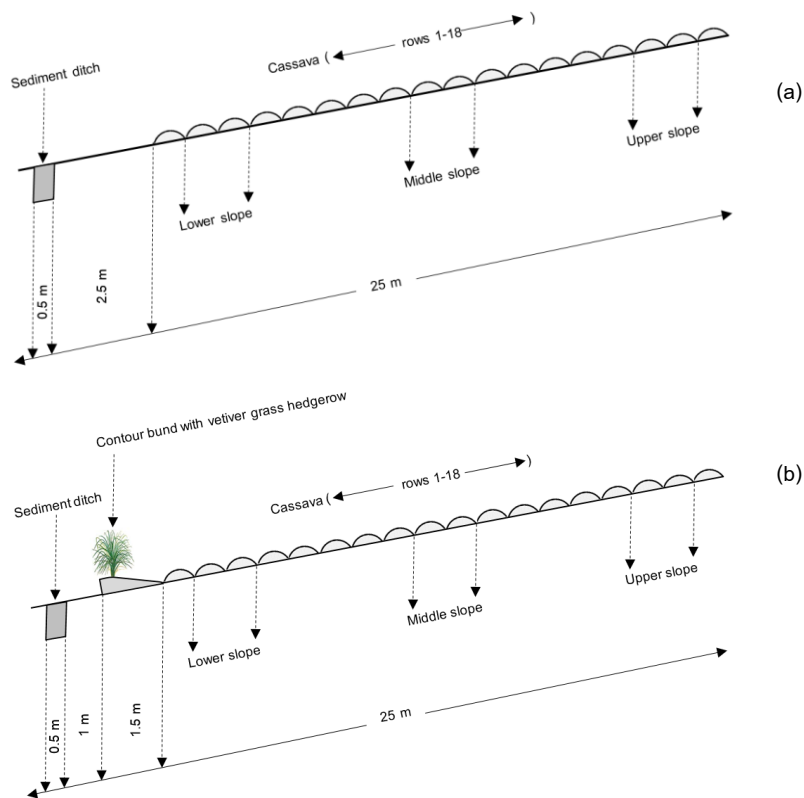 Cassava ( rows 1-18 )
Sediment ditch
(a)
Upper slope
Middle slope
Lower slope
0.5 m
2.5 m
25 m
Contour bund with vetiver grass hedgerow
(b)
Cassava ( rows 1-18 )
Sediment ditch
Upper slope
Middle slope
Lower slope
0.5 m
1 m
1.5 m
25 m